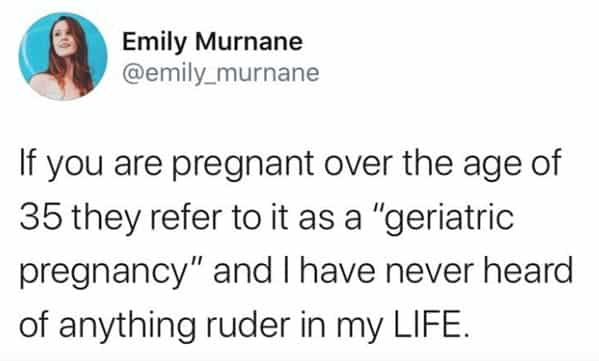 Emily Murnane
@emily_murnane
If you are pregnant over the age of
35 they refer to it as a "geriatric
pregnancy" and I have never heard
of anything ruder in my LIFE.